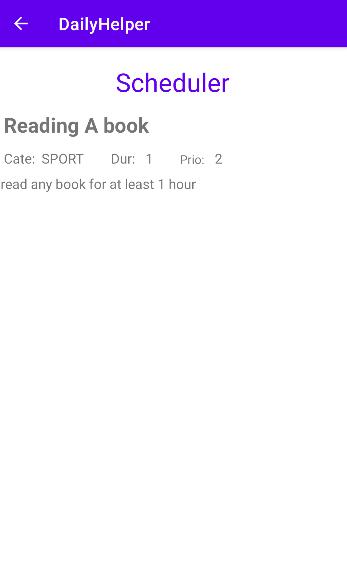 DailyHelper
Scheduler
Reading A book
Cate: SPORT Dur: 1 Prio: 2
read any book for at least 1 hour